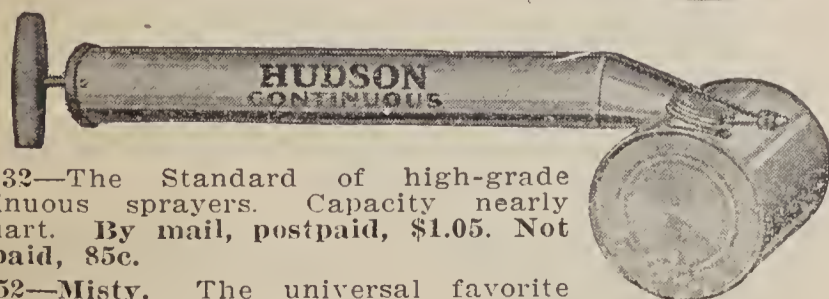 HUDSON
CONTINUOUS
32—The Standard of high-grade
inuous sprayers. Capacity nearly
uart. By mail, postpaid, $1.05. Not
paid, 85c.
52—Misty. The universal favorite